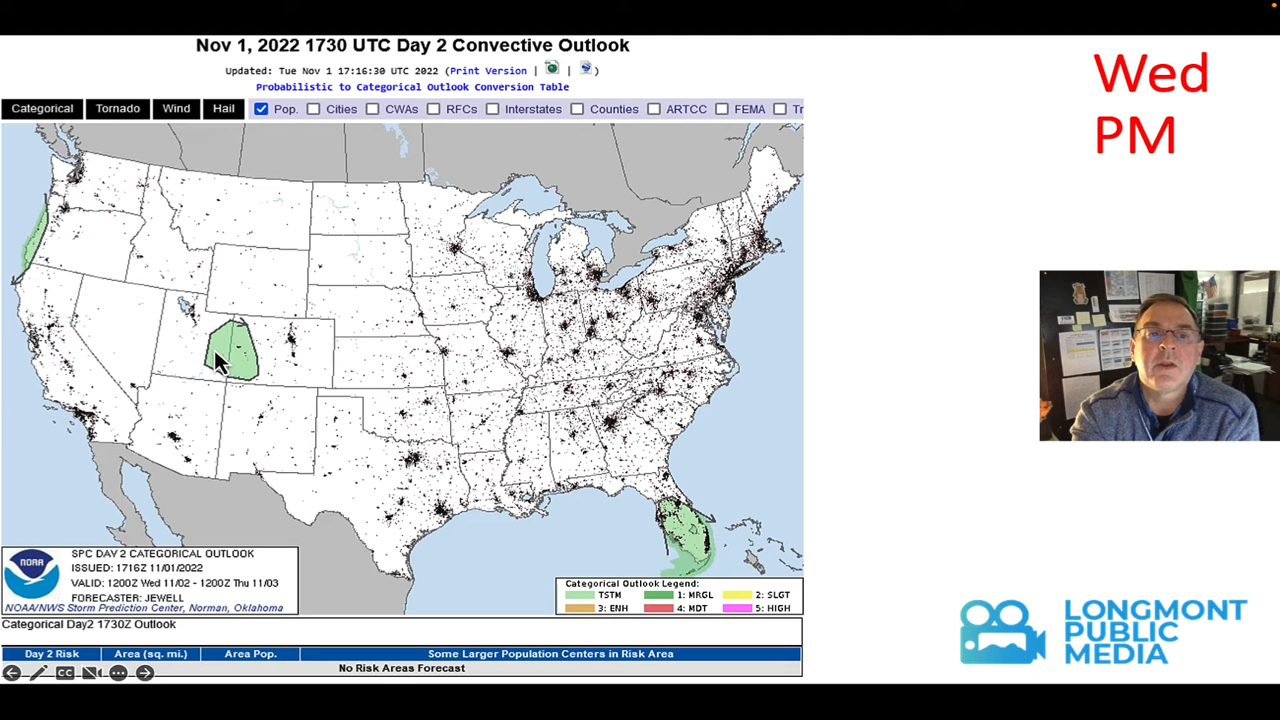 Nov 1, 2022 1730 UTC Day 2 Convective Outlook
Updated: Tue Nov 1 17:16:30 UTC 2022 (Print Version | | )
Probabilistic to Categorical Outlook Conversion Table
Categorical Tornado Wind Hail Pop. Cities CWAs RFCs Interstates Counties ARTCC FEMA Tr
Wed
PM
NOAA
SPC DAY 2 CATEGORICAL OUTLOOK
ISSUED: 1716Z 11/01/2022
VALID: 1200Z Wed 11/02 - 1200Z Thu 11/03
FORECASTER: JEWELL
NOAA/NWS Storm Prediction Center, Norman, Oklahoma
Categorical Outlook Legend:
TSTM 1: MRGL 2: SLGT
3: ENH 4: MDT 5: HIGH
Categorical Day2 1730Z Outlook
Day 2 Risk Area (sq. mi.) Area Pop. Some Larger Population Centers in Risk Area
No Risk Areas Forecast
CC
LONGMONT
PUBLIC
MEDIA